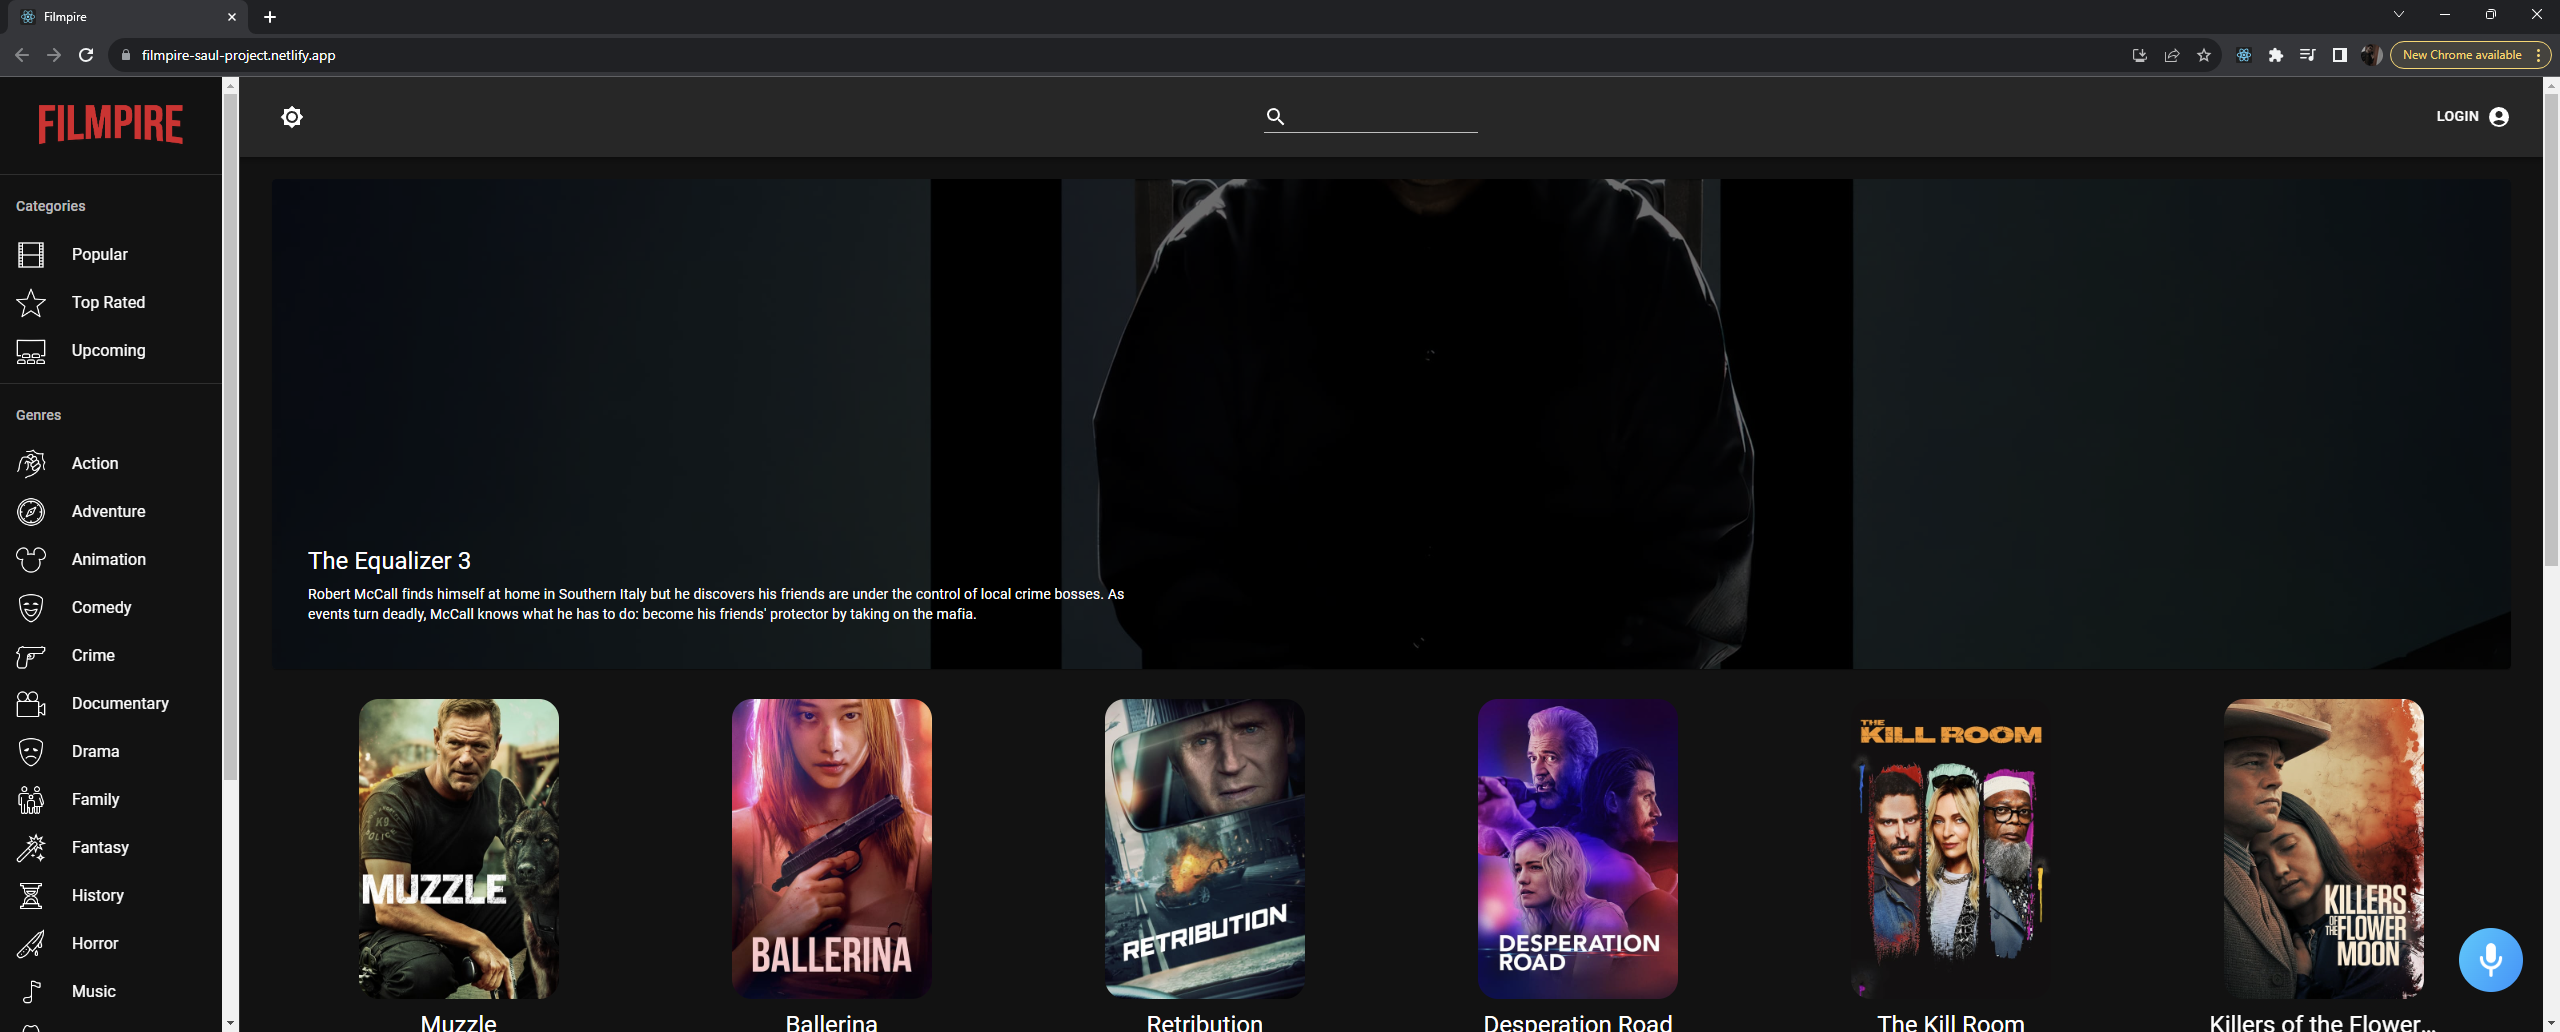 Filmpire
filmpire-saul-project.netlify.app
New Chrome available
FILMPIRE
LOGIN
Categories
Popular
Top Rated
Upcoming
Genres
Action
Adventure
Animation
Comedy
Crime
Documentary
Drama
Family
Fantasy
History
Horror
Music
The Equalizer 3
Robert McCall finds himself at home in Southern Italy but he discovers his friends are under the control of local crime bosses. As
events turn deadly, McCall knows what he has to do: become his friends' protector by taking on the mafia.
K9
MUZZLE
BALLERINA
RETRIBUTION
DESPERATION
ROAD
THE
KILL ROOM
KILLERS
OF THE FLOWER
MOON
Muzzle
Ballerina
Retribution
Desperation Road
The Kill Room
Killers of the Flower...